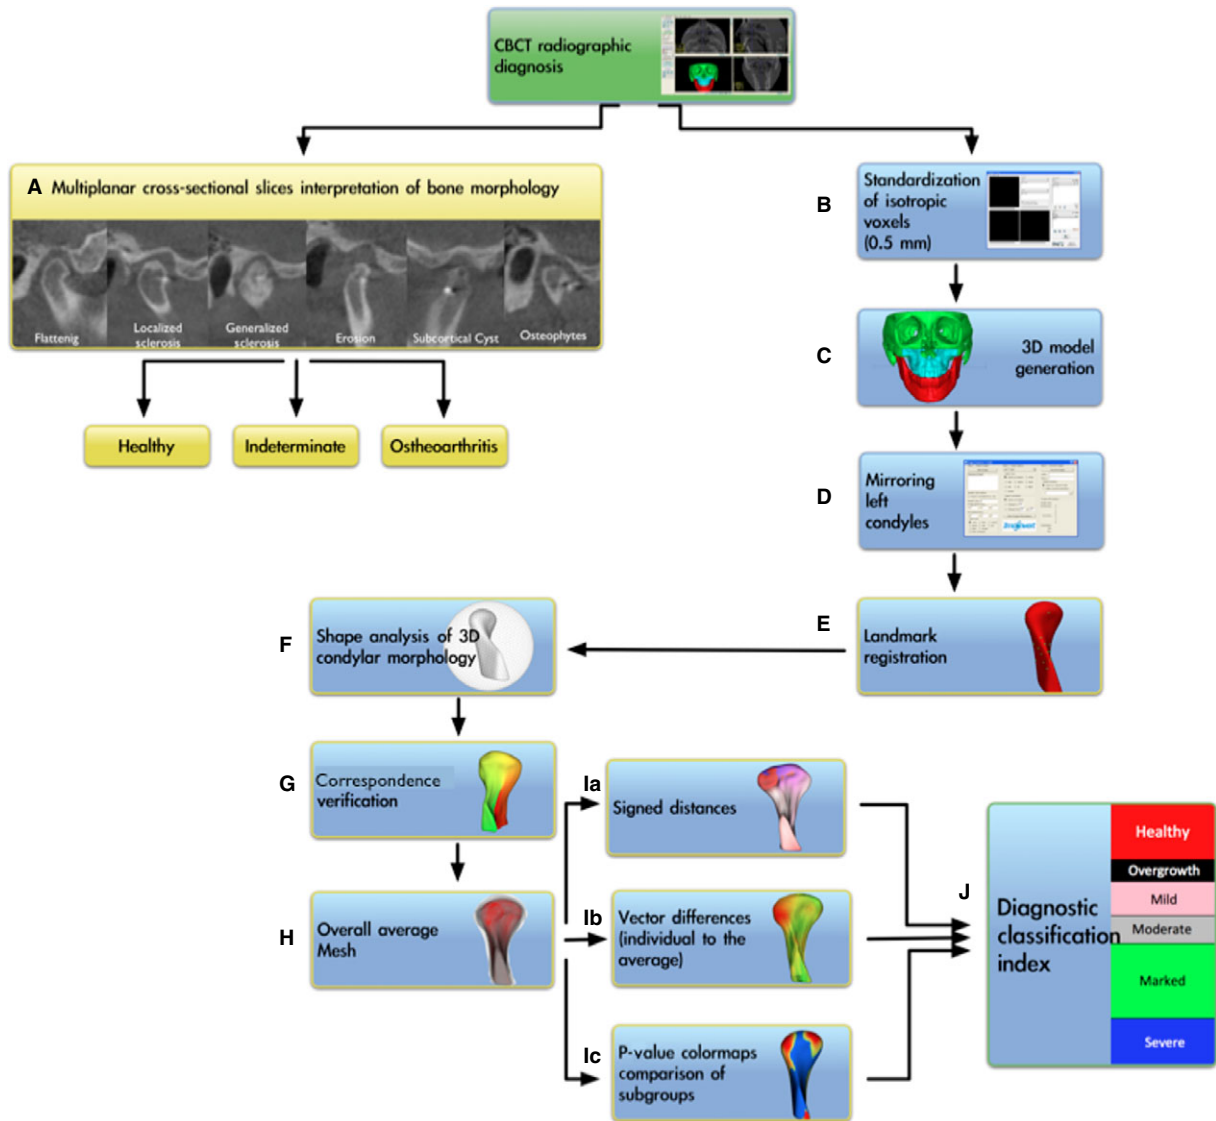 CBCT radiographic
diagnosis
A Multiplanar cross-sectional slices interpretation of bone morphology
Flattenig
Localized
sclerosis
Generalized
sclerosis
Erosion
Subcortical Cyst
Osteophytes
Healthy
Indeterminate
Ostheoarthritis
B
Standardization
of isotropic
voxels
(0.5 mm)
C
3D model
generation
D
Mirroring
left
condyles
E
Landmark
registration
F
Shape analysis of 3D
condylar morphology
G
Correspondence
verification
H
Overall average
Mesh
Ia
Signed distances
Ib
Vector differences
(individual to the
average)
Ic
P-value colormaps
comparison of
subgroups
J
Diagnostic
classification
index
Healthy
Overgrowth
Mild
Moderate
Marked
Severe